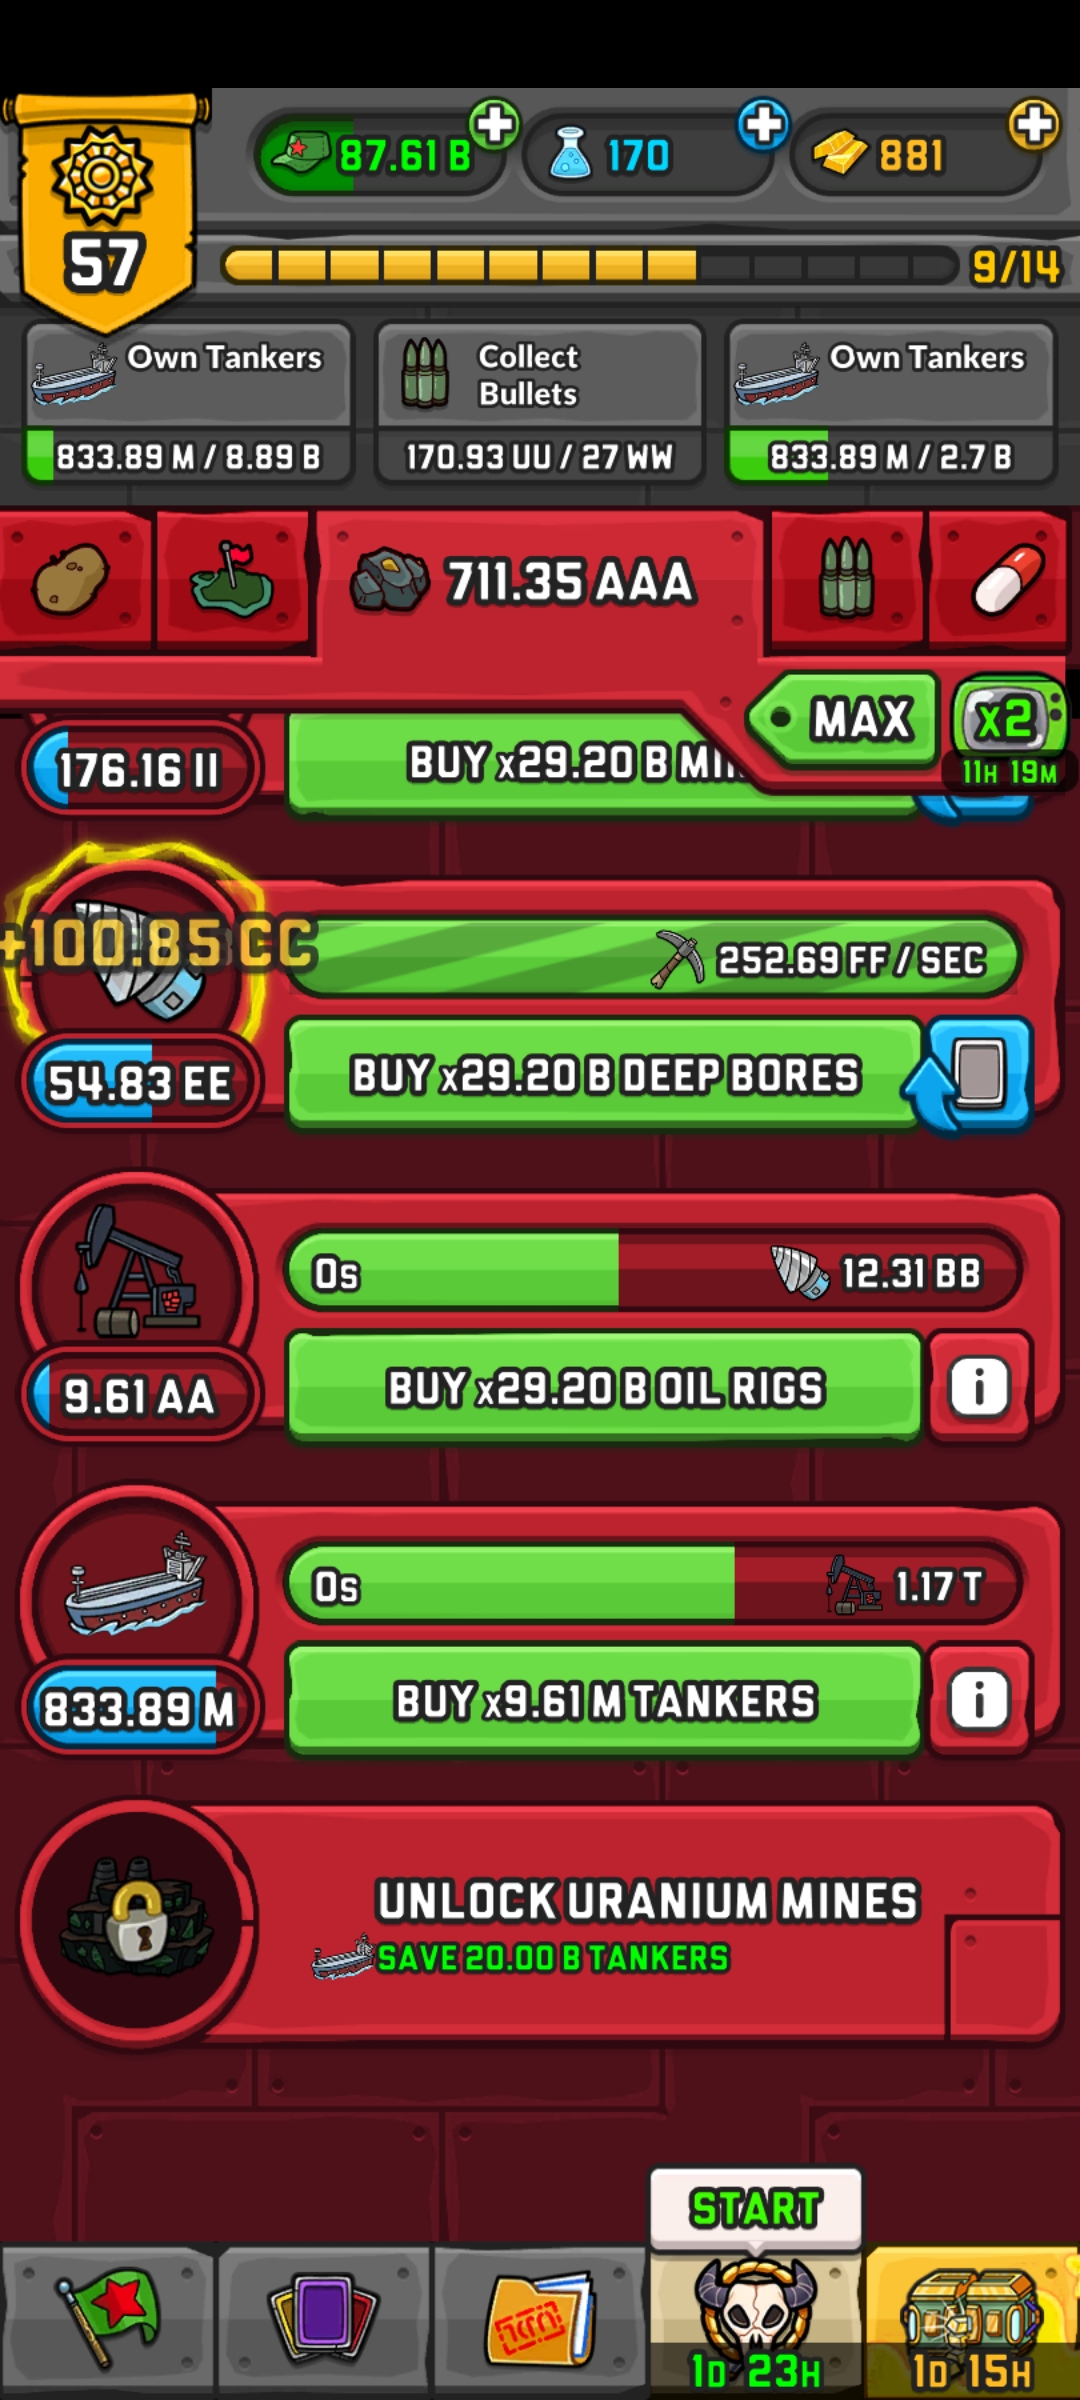 87.61 B
170
881
57
9/14
Own Tankers
833.89 M / 8.89 B
Collect
Bullets
170.93 UU / 27 WW
Own Tankers
833.89 M / 2.7 B
711.35 AAA
MAX
x2
11H 19M
176.16 II
BUY x29.20 B
+100.85 CC
252.69 FF / SEC
54.83 EE
BUY x29.20 B DEEP BORES
0s
12.31 BB
9.61 AA
BUY x29.20 B OIL RIGS
0s
1.17 T
833.89 M
BUY x9.61 M TANKERS
UNLOCK URANIUM MINES
SAVE 20.00 B TANKERS
START
1D 23H
1D 15H